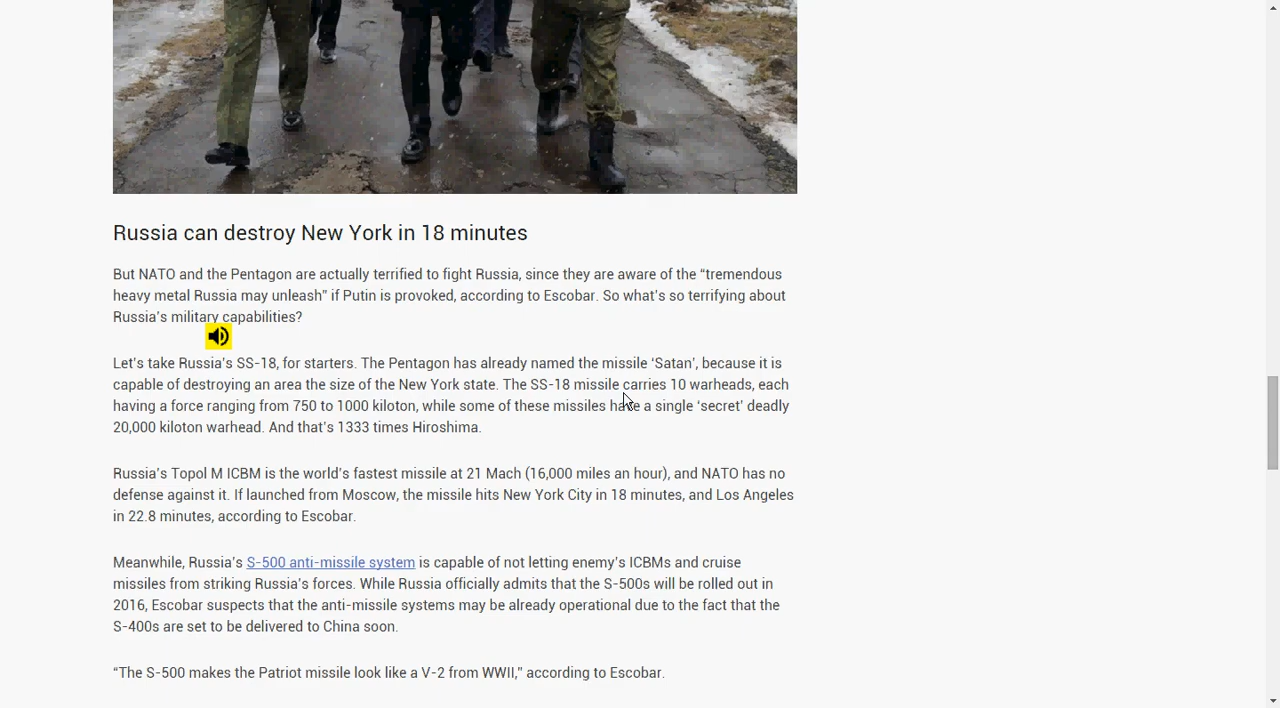 Russia can destroy New York in 18 minutes
But NATO and the Pentagon are actually terrified to fight Russia, since they are aware of the “tremendous
heavy metal Russia may unleash” if Putin is provoked, according to Escobar. So what’s so terrifying about
Russia’s military capabilities?
Let’s take Russia’s SS-18, for starters. The Pentagon has already named the missile ‘Satan’, because it is
capable of destroying an area the size of the New York state. The SS-18 missile carries 10 warheads, each
having a force ranging from 750 to 1000 kiloton, while some of these missiles have a single ‘secret’ deadly
20,000 kiloton warhead. And that’s 1333 times Hiroshima.
Russia’s Topol M ICBM is the world’s fastest missile at 21 Mach (16,000 miles an hour), and NATO has no
defense against it. If launched from Moscow, the missile hits New York City in 18 minutes, and Los Angeles
in 22.8 minutes, according to Escobar.
Meanwhile, Russia’s S-500 anti-missile system is capable of not letting enemy’s ICBMs and cruise
missiles from striking Russia’s forces. While Russia officially admits that the S-500s will be rolled out in
2016, Escobar suspects that the anti-missile systems may be already operational due to the fact that the
S-400s are set to be delivered to China soon.
“The S-500 makes the Patriot missile look like a V-2 from WWII,” according to Escobar.